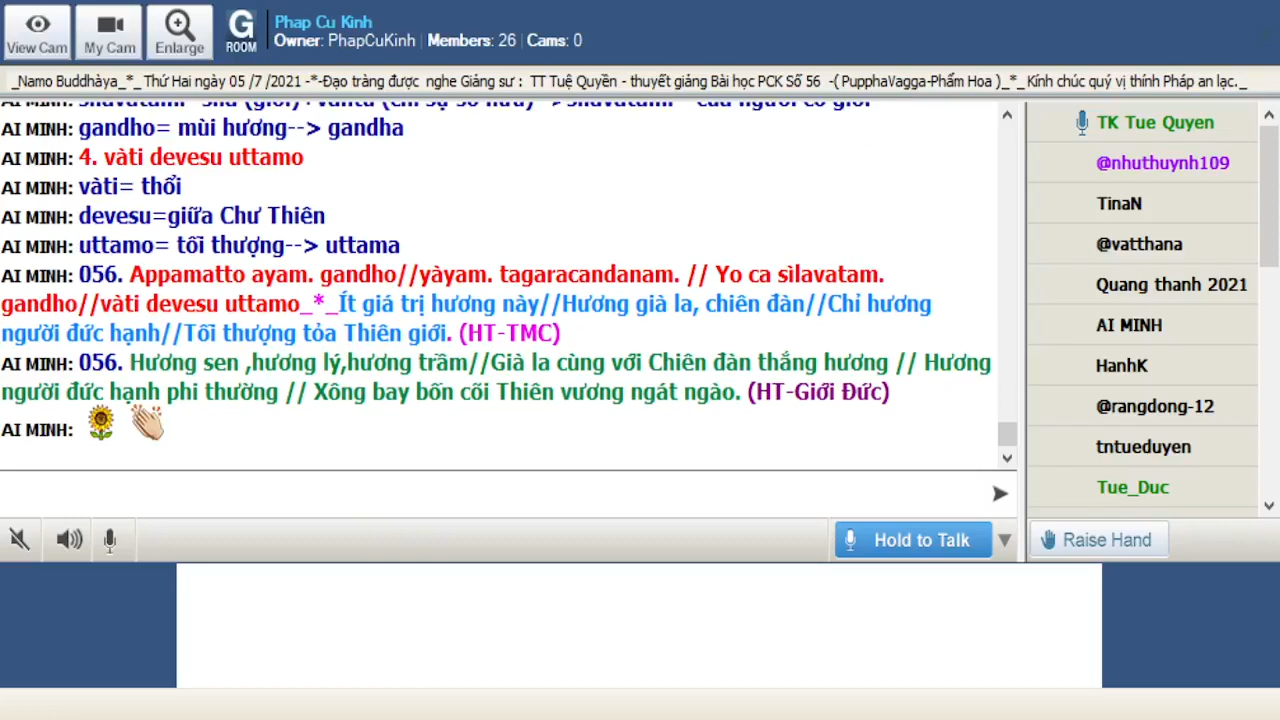 Phap Cu Kinh
Owner: PhapCuKinh | Members: 26 | Cams: 0
View Cam
My Cam
Enlarge
G
ROOM
_Namo Buddhàya_*_ Thứ Hai ngày 05 /7 /2021 -*-Đạo tràng được nghe Giảng sư : TT Tuệ Quyền - thuyết giảng Bài học PCK Số 56 -( PupphaVagga-Phẩm Hoa )_*_ Kính chúc quý vị thính Pháp an lạc._
AI MINH: gandho= mùi hương--> gandha
AI MINH: 4. vàti devesu uttamo
AI MINH: vàti= thổi
AI MINH: devesu=giữa Chư Thiên
AI MINH: uttamo= tối thượng--> uttama
AI MINH: 056. Appamatto ayam. gandho//yàyam. tagaracandanam. // Yo ca sìlavatam.
gandho//vàti devesu uttamo_*_Ít giá trị hương này//Hương già la, chiên đàn//Chỉ hương
người đức hạnh//Tối thượng tỏa Thiên giới. (HT-TMC)
AI MINH: 056. Hương sen ,hương lý,hương trầm//Già la cùng với Chiên đàn thắng hương // Hương
người đức hạnh phi thường // Xông bay bốn cõi Thiên vương ngát ngào. (HT-Giới Đức)
AI MINH:
TK Tue Quyen
@nhuthuynh109
TinaN
@vatthana
Quang thanh 2021
AI MINH
HanhK
@rangdong-12
tntueduyen
Tue_Duc
Hold to Talk
Raise Hand